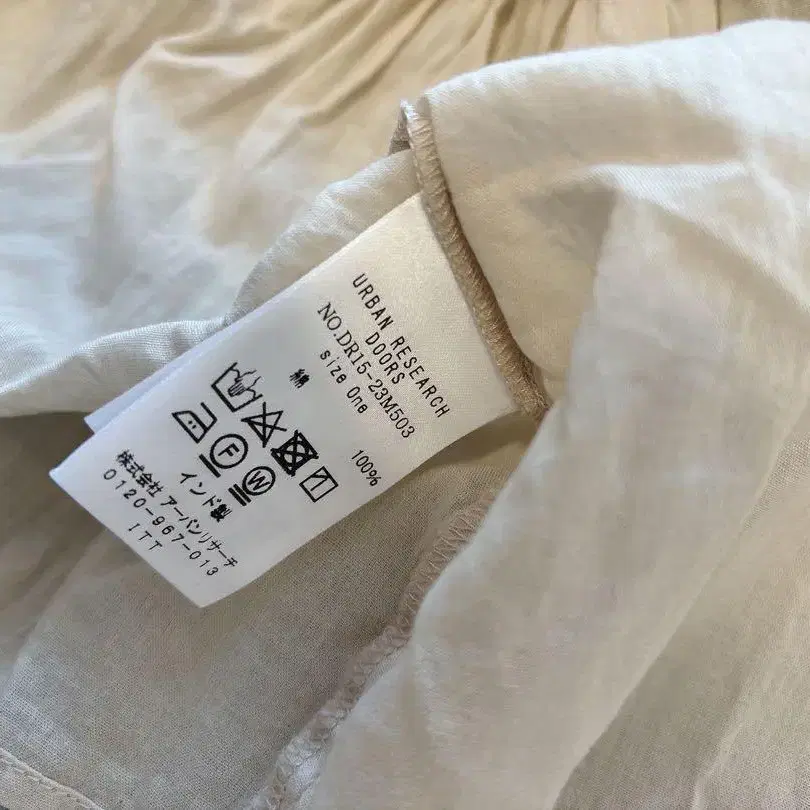 URBAN RESEARCH
DOORS
NO.DR15-23M503
size One
綿 100%
F W
インド製
株式会社 アーバンリサーチ
0120-967-013
ITT